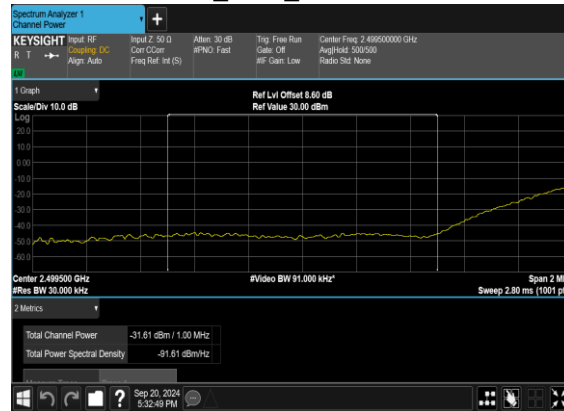 Spectrum Analyzer 1
Channel Power
KEYSIGHT
R T
Input: RF
Coupling: DC
Align: Auto
Input Z: 50 Ω
Corr CCorr
Freq Ref: Int (S)
Atten: 30 dB
#PNO: Fast
Trig: Free Run
Gate: Off
#IF Gain: Low
Center Freq: 2.499500000 GHz
Avg|Hold: 500/500
Radio Std: None
1 Graph
Scale/Div 10.0 dB
Ref Lvl Offset 8.60 dB
Ref Value 30.00 dBm
Log
20.0
10.0
0.00
-10.0
-20.0
-30.0
-40.0
-50.0
-60.0
Center 2.499500 GHz
#Res BW 30.000 kHz
#Video BW 91.000 kHz*
Span 2 M
Sweep 2.80 ms (1001 pt
2 Metrics
Total Channel Power -31.61 dBm / 1.00 MHz
Total Power Spectral Density -91.61 dBm/Hz
?
Sep 20, 2024
5:32:49 PM